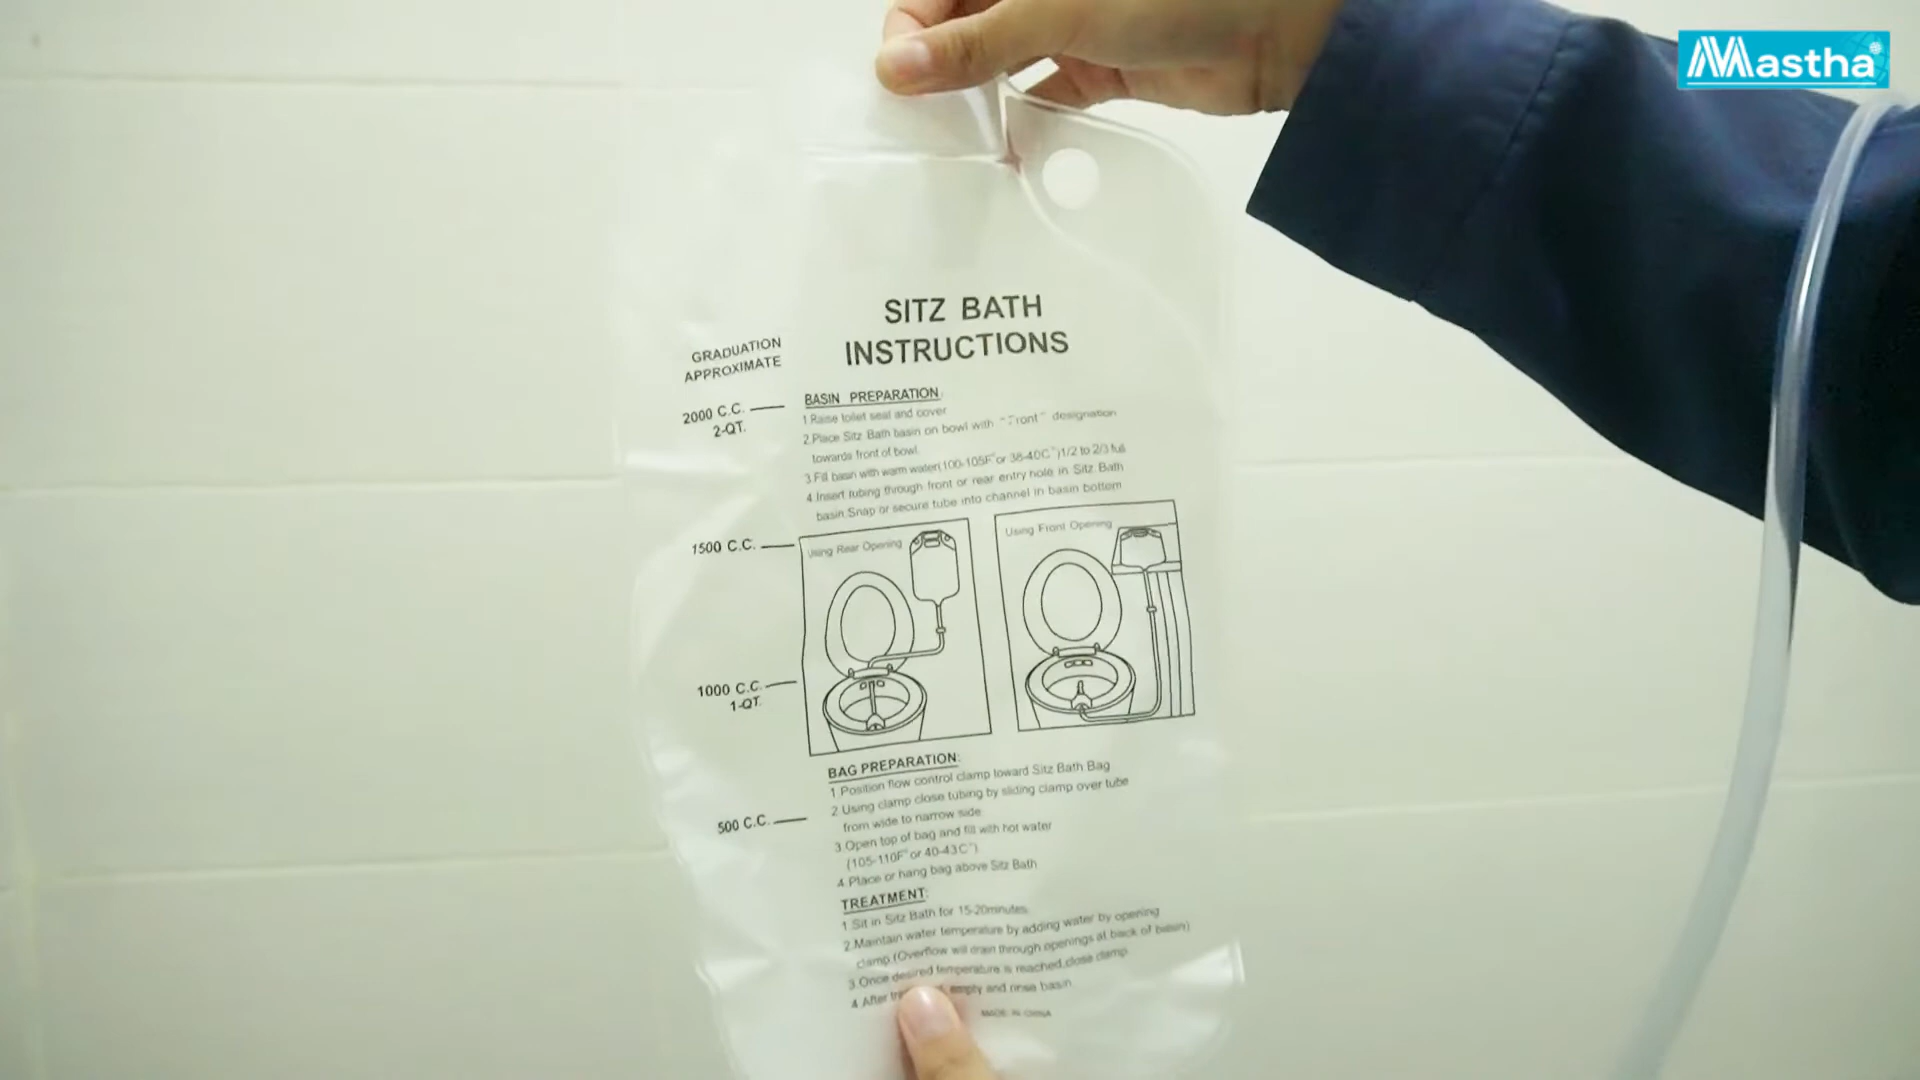 Mastha
SITZ BATH
INSTRUCTIONS
GRADUATION
APPROXIMATE
2000 C.C.
2-QT.
1500 C.C.
1000 C.C.
1-QT.
500 C.C.
BASIN PREPARATION:
1.Raise toilet seat and cover
2.Place Sitz Bath basin on bowl with "Front" designation
towards front of bowl.
3.Fill basin with warm water(100-105F°or 38-40C°)1/2 to 2/3 full
4.Insert tubing through front or rear entry hole in Sitz Bath
basin.Snap or secure tube into channel in basin bottom
Using Rear Opening
Using Front Opening
BAG PREPARATION:
1.Position flow control clamp toward Sitz Bath Bag
2.Using clamp close tubing by sliding clamp over tube
from wide to narrow side
3.Open top of bag and fill with hot water
(105-110F°or 40-43C°)
4.Place or hang bag above Sitz Bath
TREATMENT:
1.Sit in Sitz Bath for 15-20minutes
2.Maintain water temperature by adding water by opening
clamp.(Overflow will drain through openings at back of basin)
3.Once desired temperature is reached,close clamp
4.After empty and rinse basin.
MADE IN CHINA